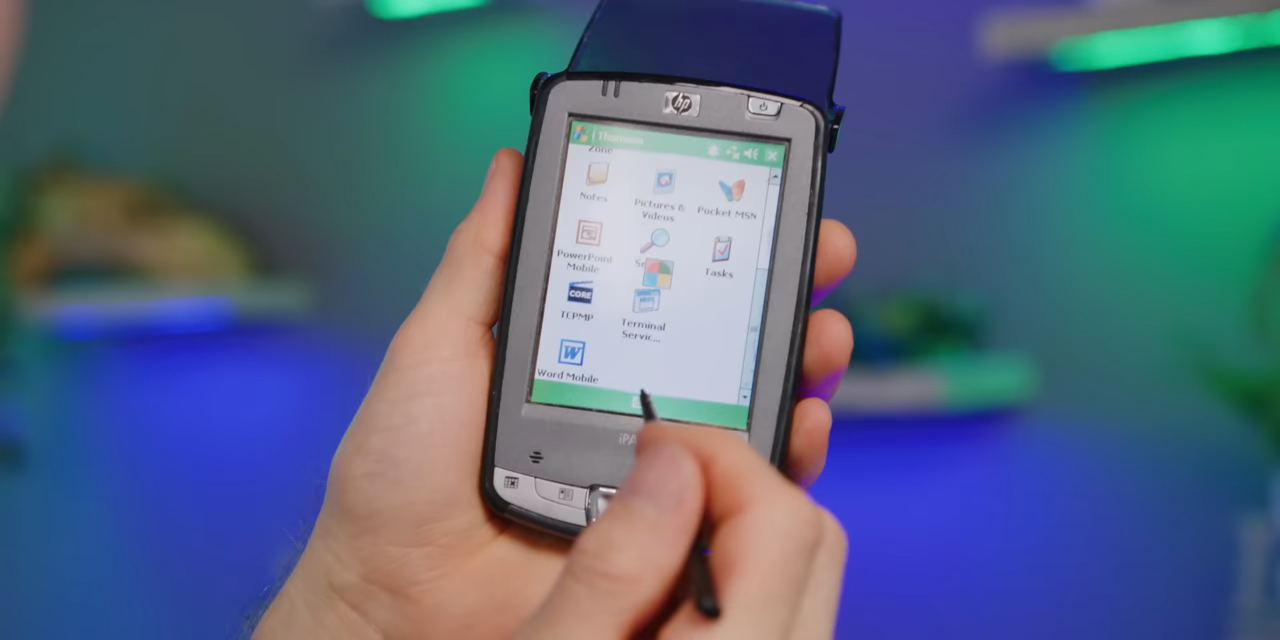 hp
Zone
Notes
Pictures &
Videos
Pocket MSN
PowerPoint
Mobile
Tasks
CORE
TCPMP
Terminal
Servic...
W
Word Mobile